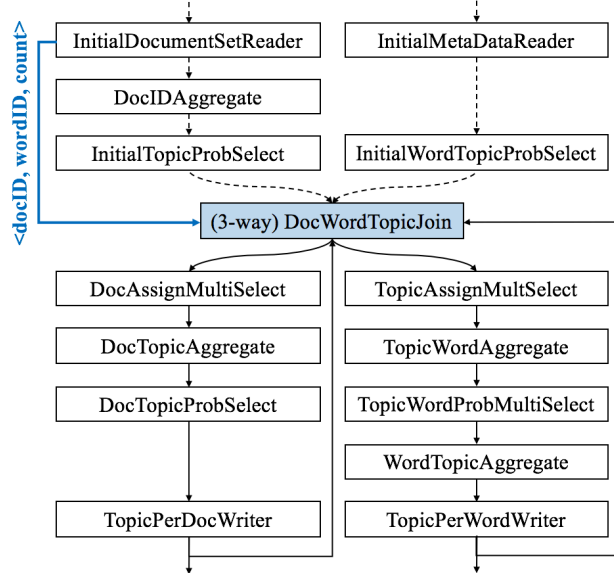 <docID, wordID, count>
InitialDocumentSetReader
InitialMetaDataReader
DocIDAggregate
InitialTopicProbSelect
InitialWordTopicProbSelect
(3-way) DocWordTopicJoin
DocAssignMultiSelect
TopicAssignMultSelect
DocTopicAggregate
TopicWordAggregate
DocTopicProbSelect
TopicWordProbMultiSelect
WordTopicAggregate
TopicPerDocWriter
TopicPerWordWriter